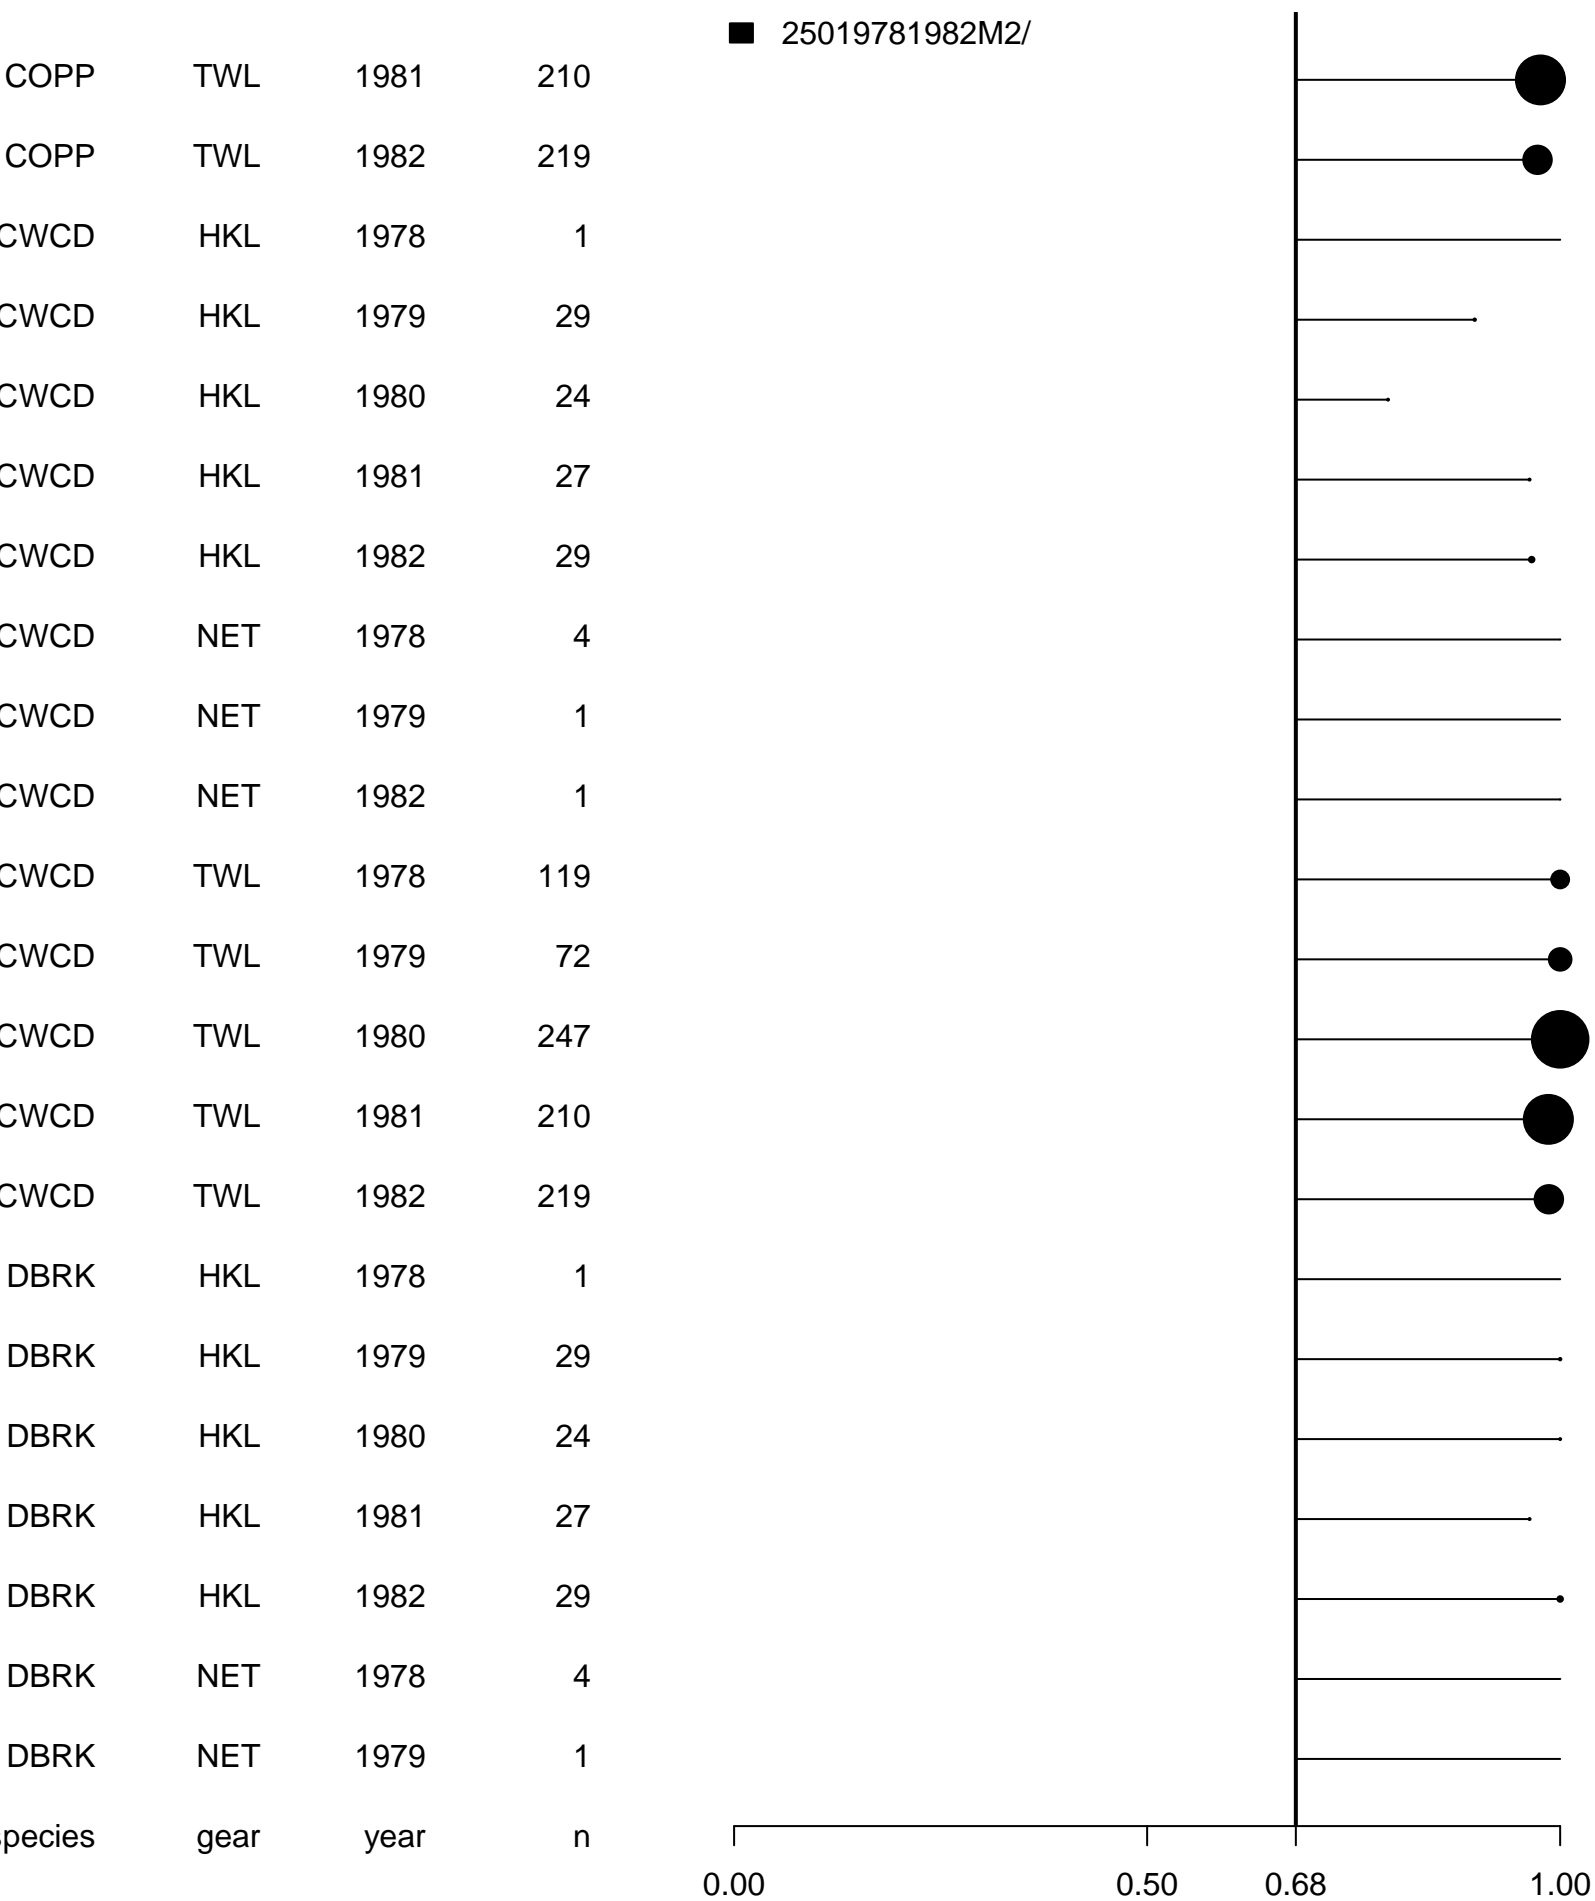 25019781982M2/
COPP TWL 1981 210
COPP TWL 1982 219
CWCD HKL 1978 1
CWCD HKL 1979 29
CWCD HKL 1980 24
CWCD HKL 1981 27
CWCD HKL 1982 29
CWCD NET 1978 4
CWCD NET 1979 1
CWCD NET 1982 1
CWCD TWL 1978 119
CWCD TWL 1979 72
CWCD TWL 1980 247
CWCD TWL 1981 210
CWCD TWL 1982 219
DBRK HKL 1978 1
DBRK HKL 1979 29
DBRK HKL 1980 24
DBRK HKL 1981 27
DBRK HKL 1982 29
DBRK NET 1978 4
DBRK NET 1979 1
species gear year n
0.00 0.50 0.68 1.00